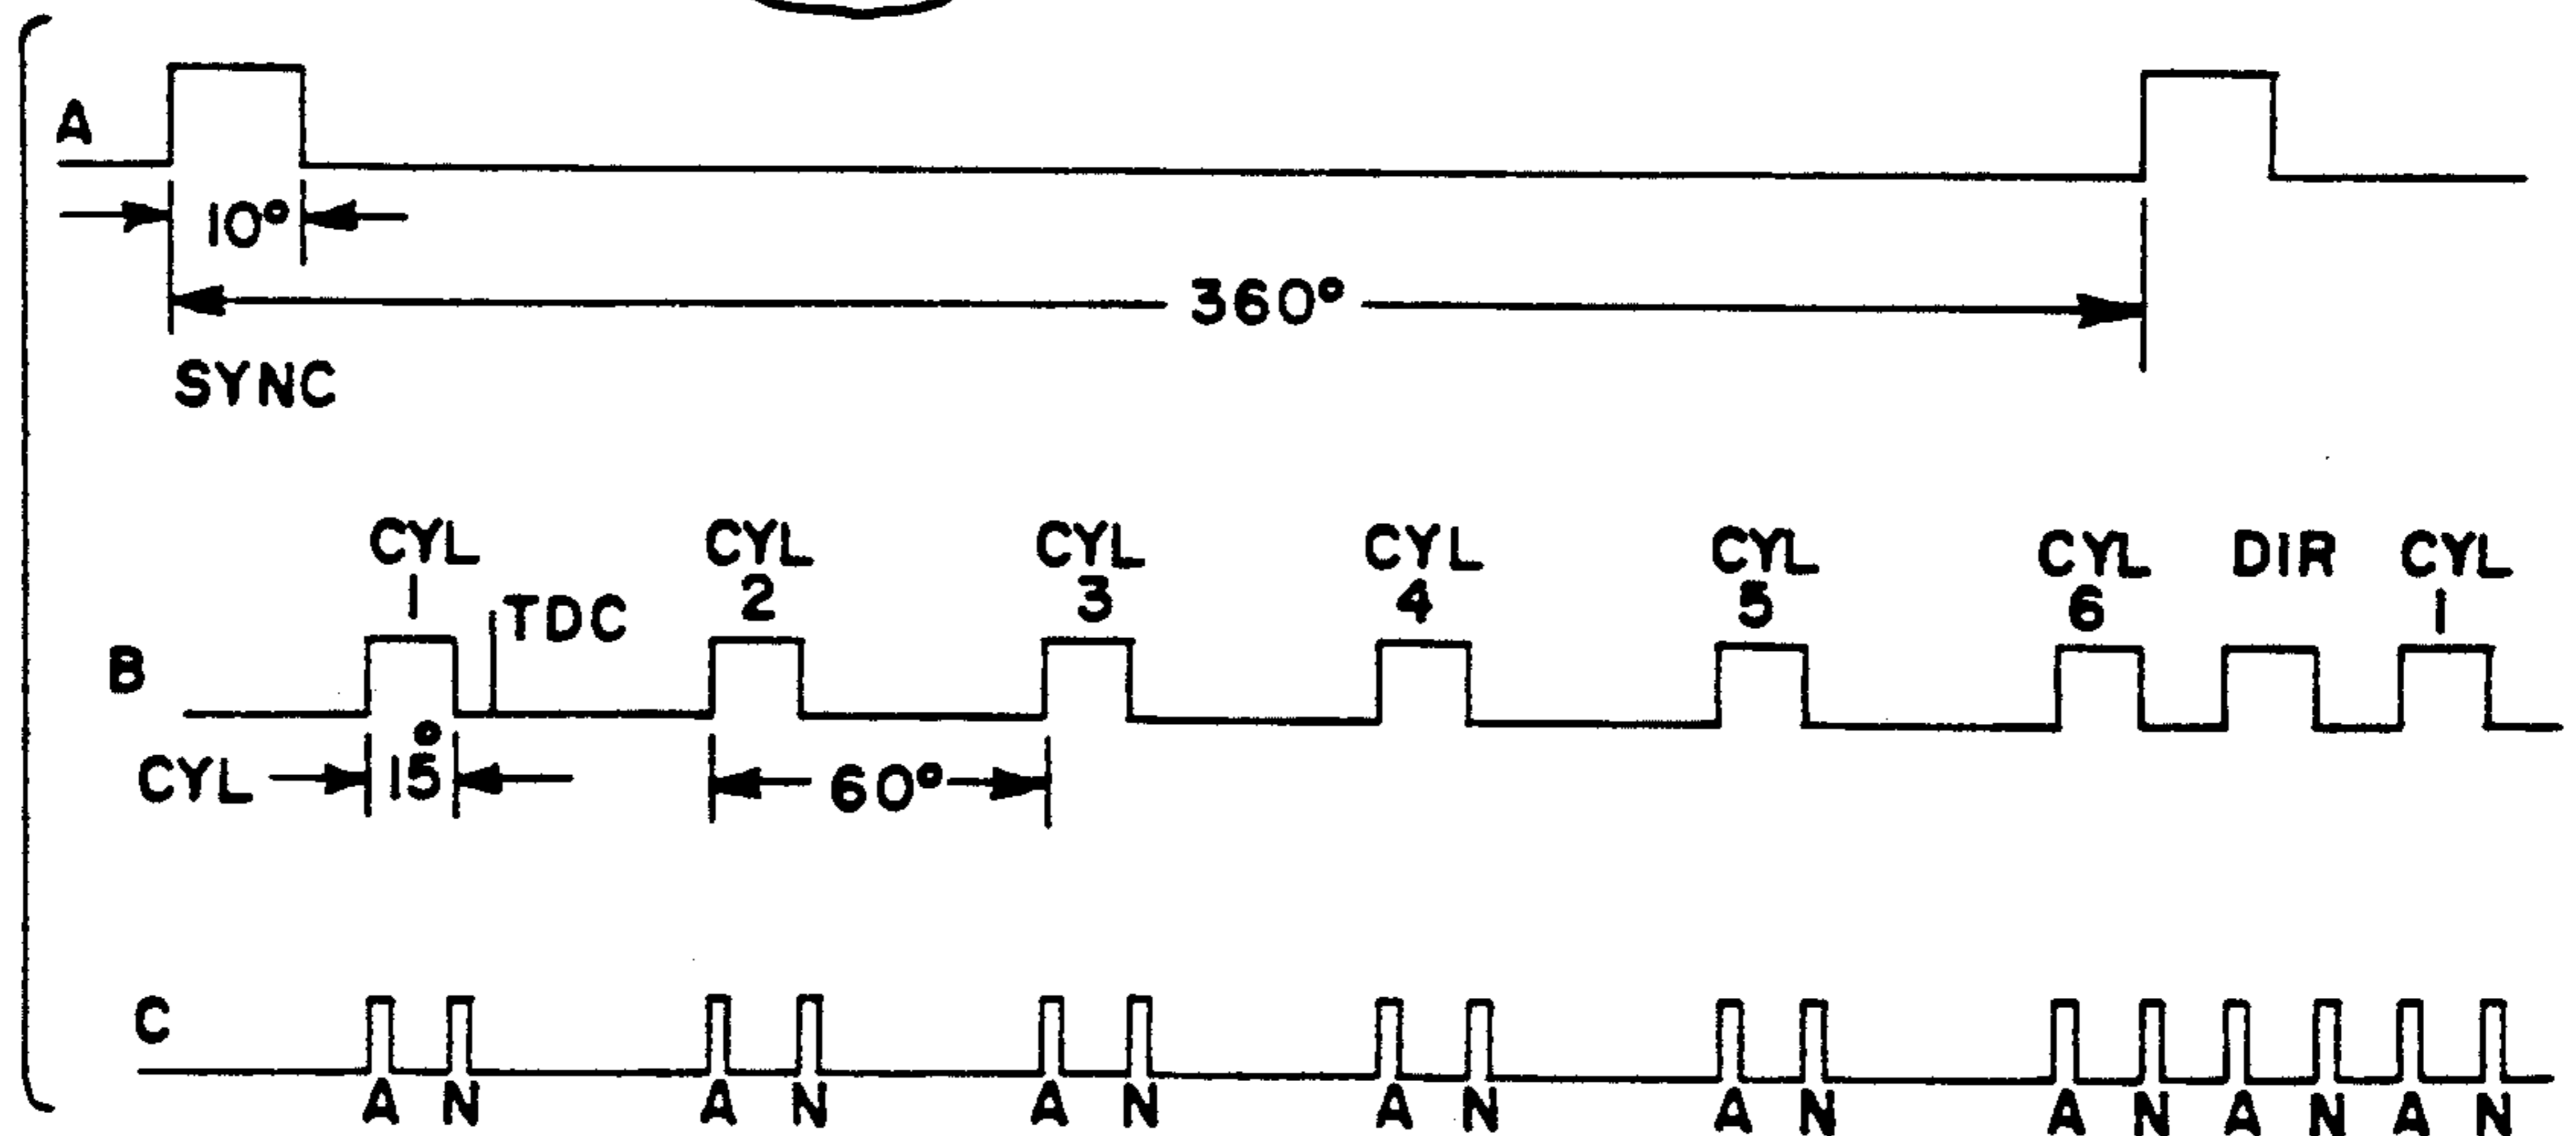 A
10°
360°
SYNC
CYL 1
TDC
CYL 2
CYL 3
CYL 4
CYL 5
CYL 6
DIR
CYL 1
B
CYL 15°
60°
C
A N A N A N A N A N A N A N A N